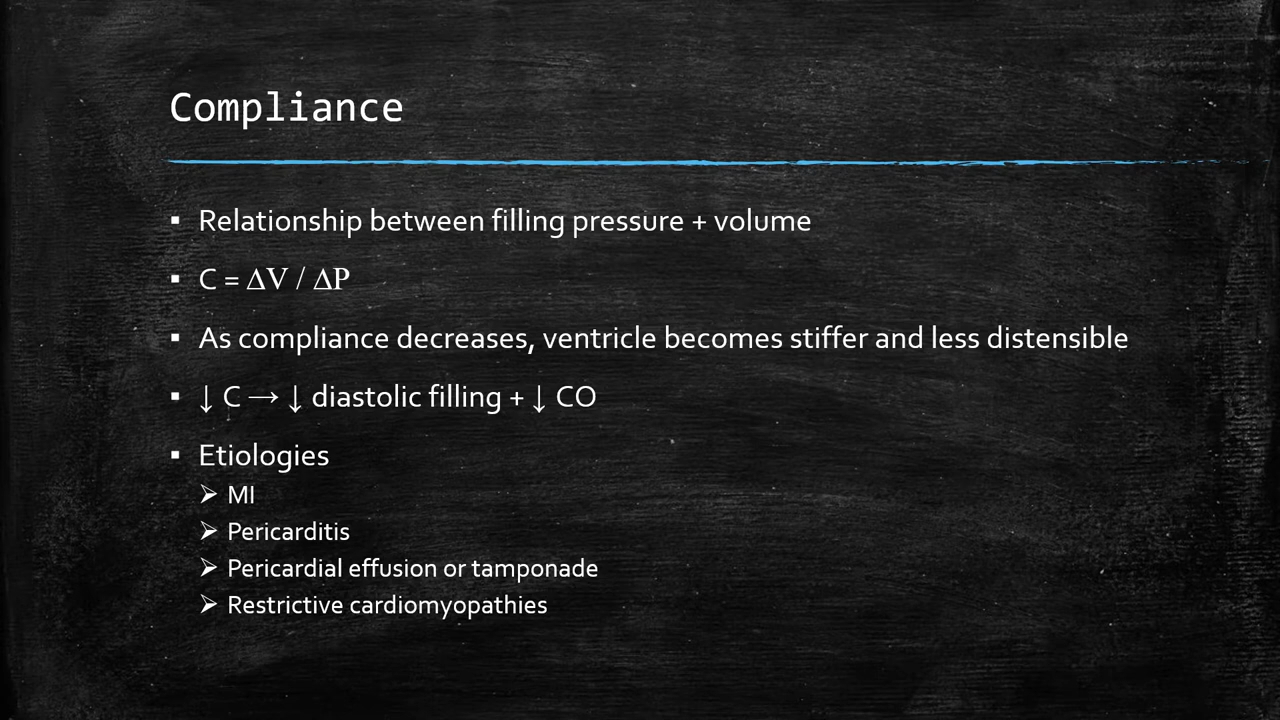 Compliance
▪ Relationship between filling pressure + volume
▪ C = ΔV / ΔP
▪ As compliance decreases, ventricle becomes stiffer and less distensible
▪ ↓ C → ↓ diastolic filling + ↓ CO
▪ Etiologies
➢ MI
➢ Pericarditis
➢ Pericardial effusion or tamponade
➢ Restrictive cardiomyopathies